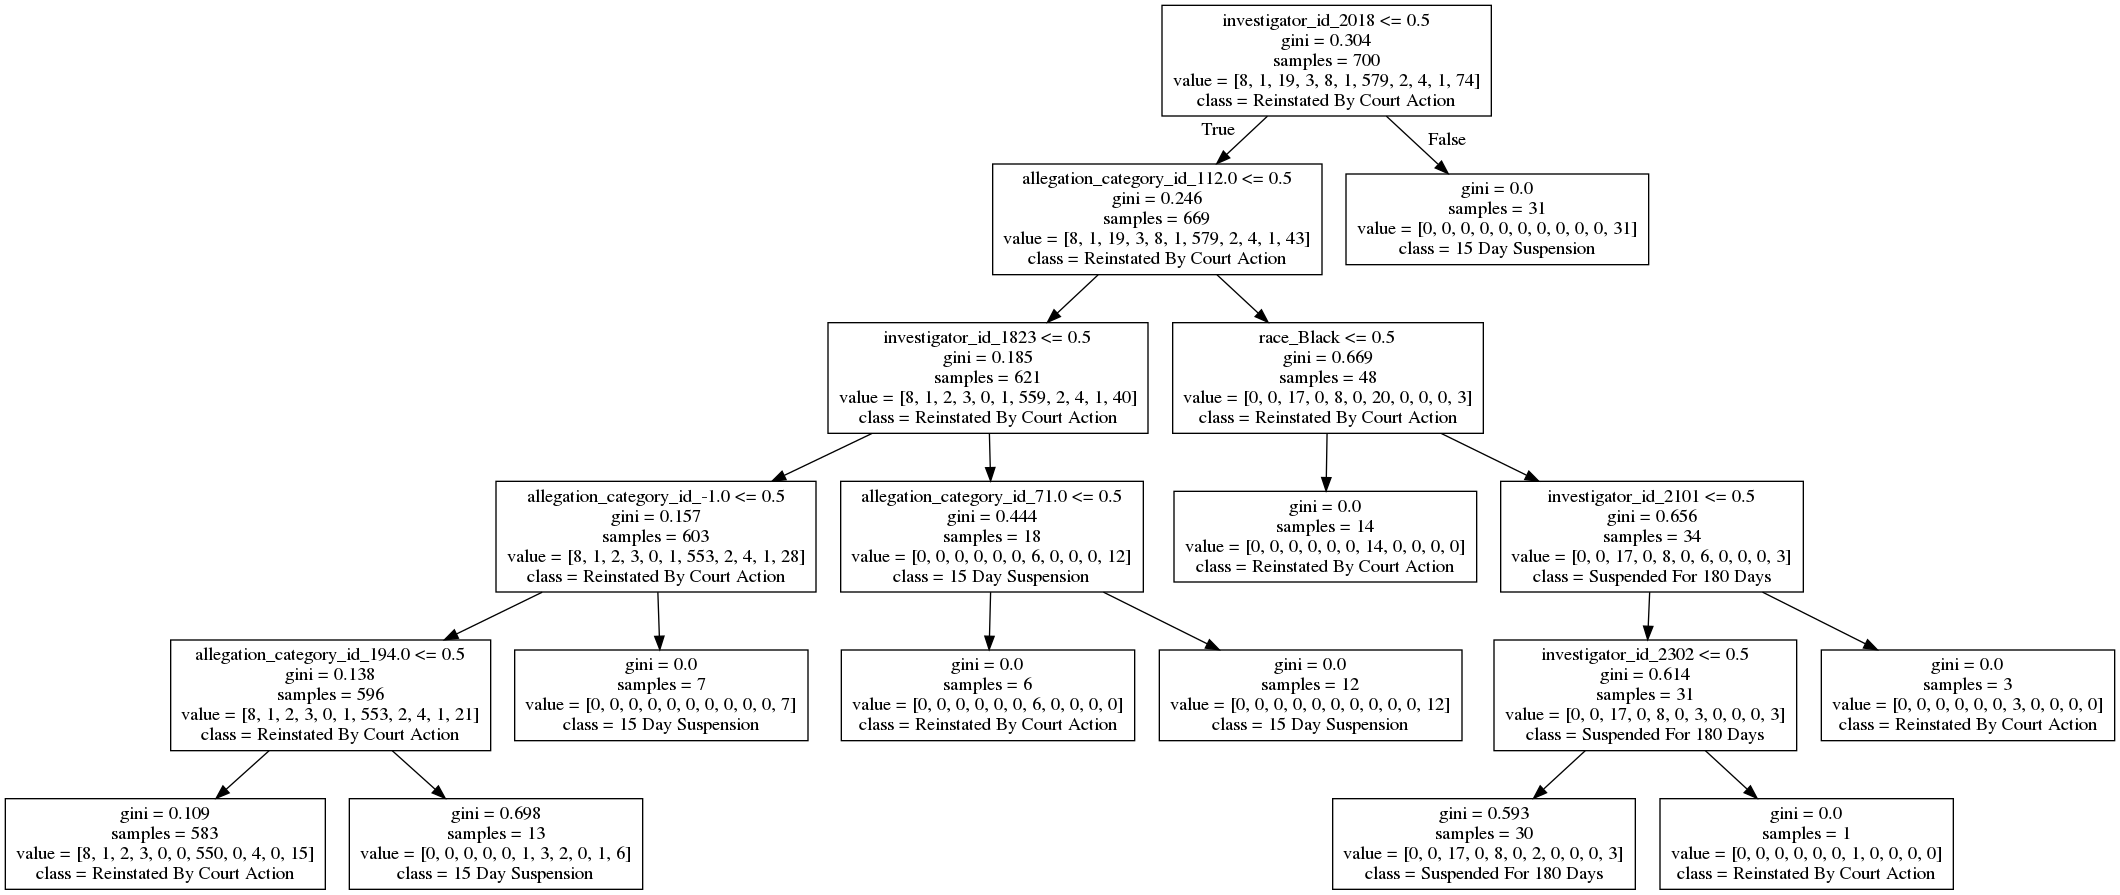 investigator_id_2018 <= 0.5
gini = 0.304
samples = 700
value = [8, 1, 19, 3, 8, 1, 579, 2, 4, 1, 74]
class = Reinstated By Court Action
True
False
allegation_category_id_112.0 <= 0.5
gini = 0.246
samples = 669
value = [8, 1, 19, 3, 8, 1, 579, 2, 4, 1, 43]
class = Reinstated By Court Action
gini = 0.0
samples = 31
value = [0, 0, 0, 0, 0, 0, 0, 0, 0, 0, 31]
class = 15 Day Suspension
investigator_id_1823 <= 0.5
gini = 0.185
samples = 621
value = [8, 1, 2, 3, 0, 1, 559, 2, 4, 1, 40]
class = Reinstated By Court Action
race_Black <= 0.5
gini = 0.669
samples = 48
value = [0, 0, 17, 0, 8, 0, 20, 0, 0, 0, 3]
class = Reinstated By Court Action
allegation_category_id_-1.0 <= 0.5
gini = 0.157
samples = 603
value = [8, 1, 2, 3, 0, 1, 553, 2, 4, 1, 28]
class = Reinstated By Court Action
allegation_category_id_71.0 <= 0.5
gini = 0.444
samples = 18
value = [0, 0, 0, 0, 0, 0, 6, 0, 0, 0, 12]
class = 15 Day Suspension
gini = 0.0
samples = 14
value = [0, 0, 0, 0, 0, 0, 14, 0, 0, 0, 0]
class = Reinstated By Court Action
investigator_id_2101 <= 0.5
gini = 0.656
samples = 34
value = [0, 0, 17, 0, 8, 0, 6, 0, 0, 0, 3]
class = Suspended For 180 Days
allegation_category_id_194.0 <= 0.5
gini = 0.138
samples = 596
value = [8, 1, 2, 3, 0, 1, 553, 2, 4, 1, 21]
class = Reinstated By Court Action
gini = 0.0
samples = 7
value = [0, 0, 0, 0, 0, 0, 0, 0, 0, 0, 7]
class = 15 Day Suspension
gini = 0.0
samples = 6
value = [0, 0, 0, 0, 0, 0, 6, 0, 0, 0, 0]
class = Reinstated By Court Action
gini = 0.0
samples = 12
value = [0, 0, 0, 0, 0, 0, 0, 0, 0, 0, 12]
class = 15 Day Suspension
investigator_id_2302 <= 0.5
gini = 0.614
samples = 31
value = [0, 0, 17, 0, 8, 0, 3, 0, 0, 0, 3]
class = Suspended For 180 Days
gini = 0.0
samples = 3
value = [0, 0, 0, 0, 0, 0, 3, 0, 0, 0, 0]
class = Reinstated By Court Action
gini = 0.109
samples = 583
value = [8, 1, 2, 3, 0, 0, 550, 0, 4, 0, 15]
class = Reinstated By Court Action
gini = 0.698
samples = 13
value = [0, 0, 0, 0, 0, 1, 3, 2, 0, 1, 6]
class = 15 Day Suspension
gini = 0.593
samples = 30
value = [0, 0, 17, 0, 8, 0, 2, 0, 0, 0, 3]
class = Suspended For 180 Days
gini = 0.0
samples = 1
value = [0, 0, 0, 0, 0, 0, 1, 0, 0, 0, 0]
class = Reinstated By Court Action